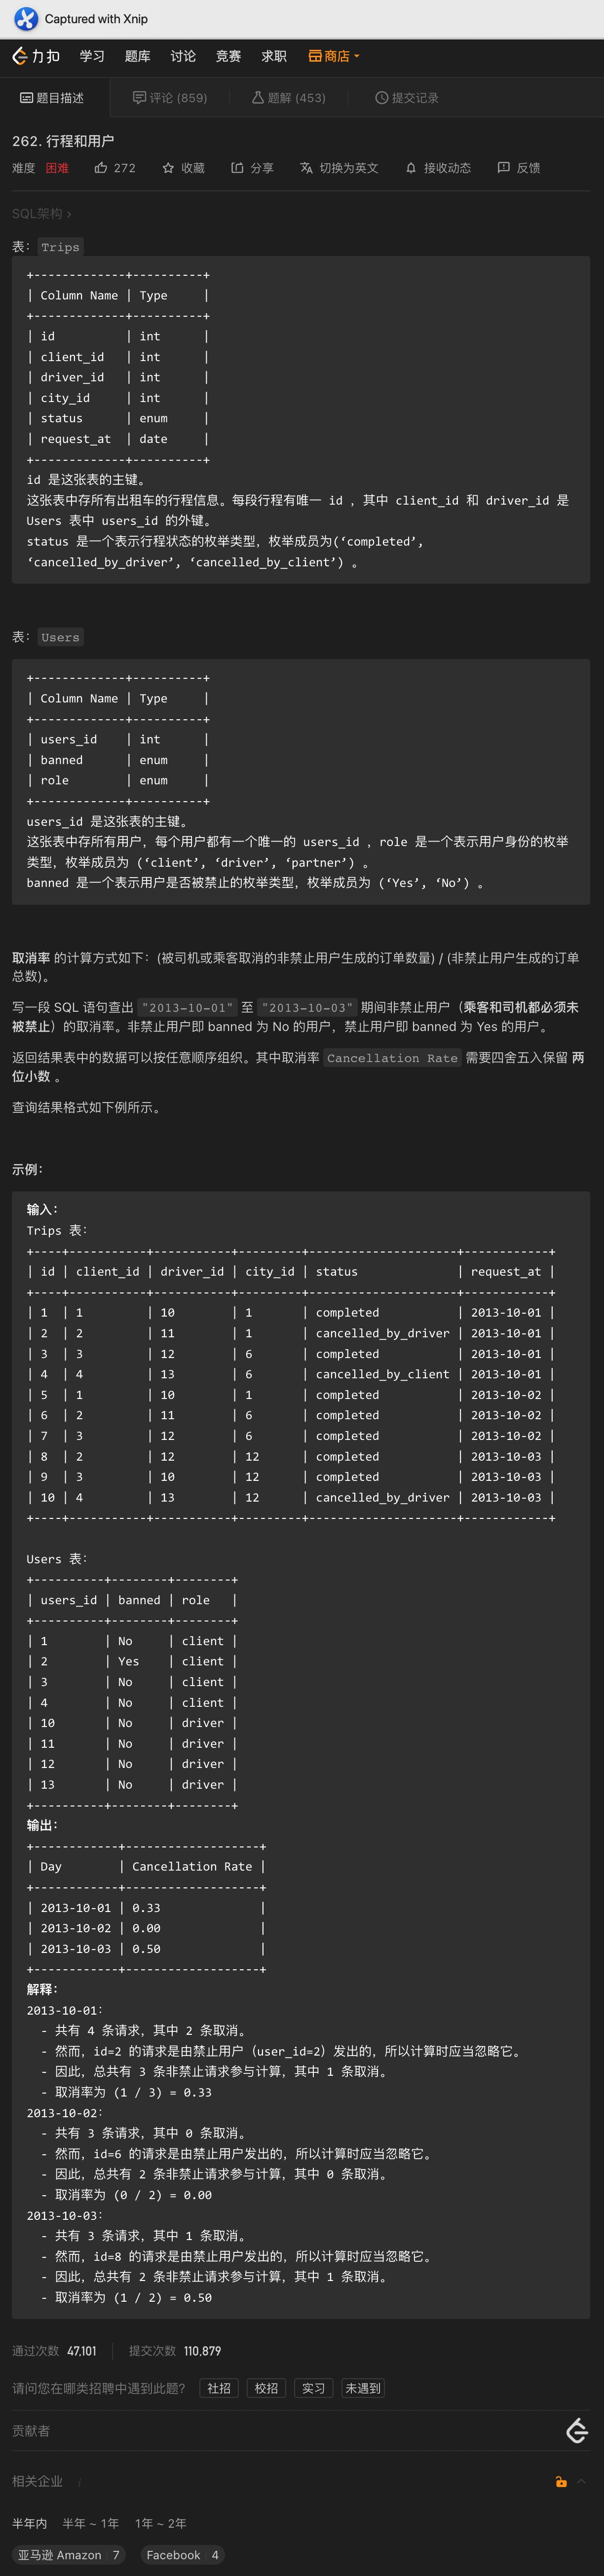 Captured with Xnip
力扣 学习 题库 讨论 竞赛 求职 商店
题目描述 评论 (859) 题解 (453) 提交记录
262. 行程和用户
难度 困难 272 收藏 分享 切换为英文 接收动态 反馈
SQL架构 ›
表：Trips
+-------------+----------+
| Column Name | Type     |
+-------------+----------+
| id          | int      |
| client_id   | int      |
| driver_id   | int      |
| city_id     | int      |
| status      | enum     |
| request_at  | date     |
+-------------+----------+
id 是这张表的主键。
这张表中存所有出租车的行程信息。每段行程有唯一 id ，其中 client_id 和 driver_id 是
Users 表中 users_id 的外键。
status 是一个表示行程状态的枚举类型，枚举成员为(‘completed’,
‘cancelled_by_driver’, ‘cancelled_by_client’) 。
表：Users
+-------------+----------+
| Column Name | Type     |
+-------------+----------+
| users_id    | int      |
| banned      | enum     |
| role        | enum     |
+-------------+----------+
users_id 是这张表的主键。
这张表中存所有用户，每个用户都有一个唯一的 users_id ，role 是一个表示用户身份的枚举
类型，枚举成员为 (‘client’, ‘driver’, ‘partner’) 。
banned 是一个表示用户是否被禁止的枚举类型，枚举成员为 (‘Yes’, ‘No’) 。
取消率 的计算方式如下：(被司机或乘客取消的非禁止用户生成的订单数量) / (非禁止用户生成的订单
总数)。
写一段 SQL 语句查出 "2013-10-01" 至 "2013-10-03" 期间非禁止用户（乘客和司机都必须未
被禁止）的取消率。非禁止用户即 banned 为 No 的用户，禁止用户即 banned 为 Yes 的用户。
返回结果表中的数据可以按任意顺序组织。其中取消率 Cancellation Rate 需要四舍五入保留 两
位小数 。
查询结果格式如下例所示。
示例：
输入：
Trips 表：
+----+-----------+-----------+---------+---------------------+------------+
| id | client_id | driver_id | city_id | status              | request_at |
+----+-----------+-----------+---------+---------------------+------------+
| 1  | 1         | 10        | 1       | completed           | 2013-10-01 |
| 2  | 2         | 11        | 1       | cancelled_by_driver | 2013-10-01 |
| 3  | 3         | 12        | 6       | completed           | 2013-10-01 |
| 4  | 4         | 13        | 6       | cancelled_by_client | 2013-10-01 |
| 5  | 1         | 10        | 1       | completed           | 2013-10-02 |
| 6  | 2         | 11        | 6       | completed           | 2013-10-02 |
| 7  | 3         | 12        | 6       | completed           | 2013-10-02 |
| 8  | 2         | 12        | 12      | completed           | 2013-10-03 |
| 9  | 3         | 10        | 12      | completed           | 2013-10-03 |
| 10 | 4         | 13        | 12      | cancelled_by_driver | 2013-10-03 |
+----+-----------+-----------+---------+---------------------+------------+
Users 表：
+----------+--------+--------+
| users_id | banned | role   |
+----------+--------+--------+
| 1        | No     | client |
| 2        | Yes    | client |
| 3        | No     | client |
| 4        | No     | client |
| 10       | No     | driver |
| 11       | No     | driver |
| 12       | No     | driver |
| 13       | No     | driver |
+----------+--------+--------+
输出：
+------------+-------------------+
| Day        | Cancellation Rate |
+------------+-------------------+
| 2013-10-01 | 0.33              |
| 2013-10-02 | 0.00              |
| 2013-10-03 | 0.50              |
+------------+-------------------+
解释：
2013-10-01：
- 共有 4 条请求，其中 2 条取消。
- 然而，id=2 的请求是由禁止用户（user_id=2）发出的，所以计算时应当忽略它。
- 因此，总共有 3 条非禁止请求参与计算，其中 1 条取消。
- 取消率为 (1 / 3) = 0.33
2013-10-02：
- 共有 3 条请求，其中 0 条取消。
- 然而，id=6 的请求是由禁止用户发出的，所以计算时应当忽略它。
- 因此，总共有 2 条非禁止请求参与计算，其中 0 条取消。
- 取消率为 (0 / 2) = 0.00
2013-10-03：
- 共有 3 条请求，其中 1 条取消。
- 然而，id=8 的请求是由禁止用户发出的，所以计算时应当忽略它。
- 因此，总共有 2 条非禁止请求参与计算，其中 1 条取消。
- 取消率为 (1 / 2) = 0.50
通过次数 47,101 提交次数 110,879
请问您在哪类招聘中遇到此题？ 社招 校招 实习 未遇到
贡献者
相关企业 i
半年内 半年 ~ 1年 1年 ~ 2年
亚马逊 Amazon 7 Facebook 4